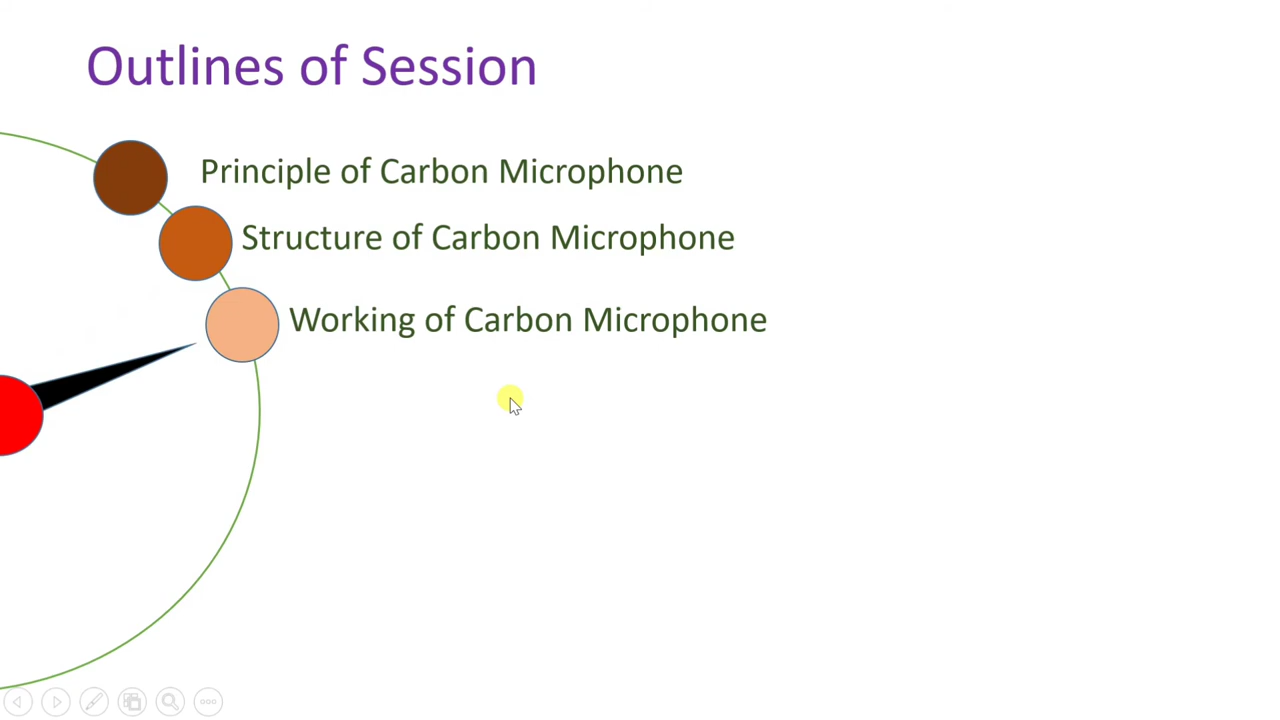 Outlines of Session
Principle of Carbon Microphone
Structure of Carbon Microphone
Working of Carbon Microphone